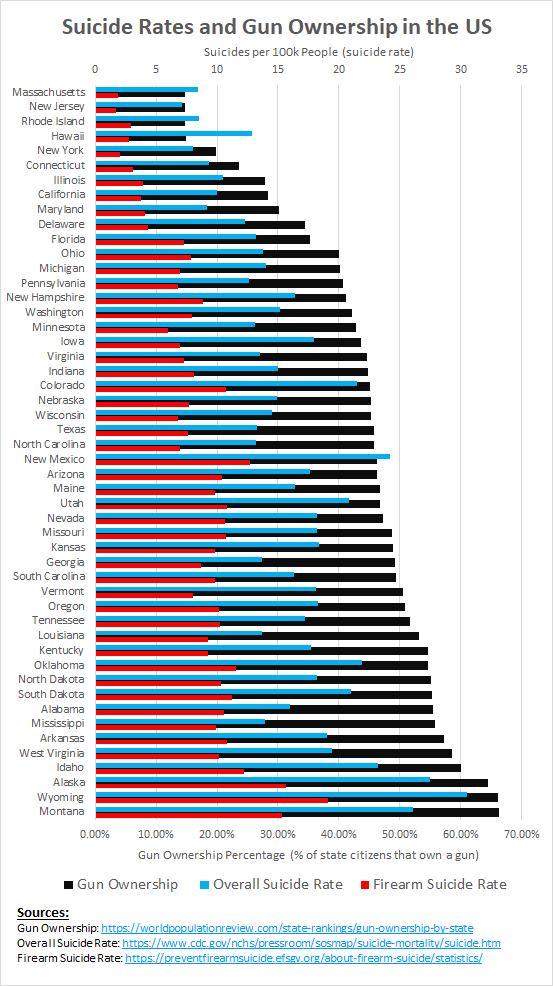 Suicide Rates and Gun Ownership in the US
Suicides per 100k People (suicide rate)
0 5 10 15 20 25 30 35
Massachusetts
New Jersey
Rhode Island
Hawaii
New York
Connecticut
Illinois
California
Maryland
Delaware
Florida
Ohio
Michigan
Pennsylvania
New Hampshire
Washington
Minnesota
Iowa
Virginia
Indiana
Colorado
Nebraska
Wisconsin
Texas
North Carolina
New Mexico
Arizona
Maine
Utah
Nevada
Missouri
Kansas
Georgia
South Carolina
Vermont
Oregon
Tennessee
Louisiana
Kentucky
Oklahoma
North Dakota
South Dakota
Alabama
Mississippi
Arkansas
West Virginia
Idaho
Alaska
Wyoming
Montana
0.00% 10.00% 20.00% 30.00% 40.00% 50.00% 60.00% 70.00%
Gun Ownership Percentage (% of state citizens that own a gun)
Gun Ownership Overall Suicide Rate Firearm Suicide Rate
Sources:
Gun Ownership: https://worldpopulationreview.com/state-rankings/gun-ownership-by-state
Overall Suicide Rate: https://www.cdc.gov/nchs/pressroom/sosmap/suicide-mortality/suicide.htm
Firearm Suicide Rate: https://preventfirearmsuicide.efsgv.org/about-firearm-suicide/statistics/